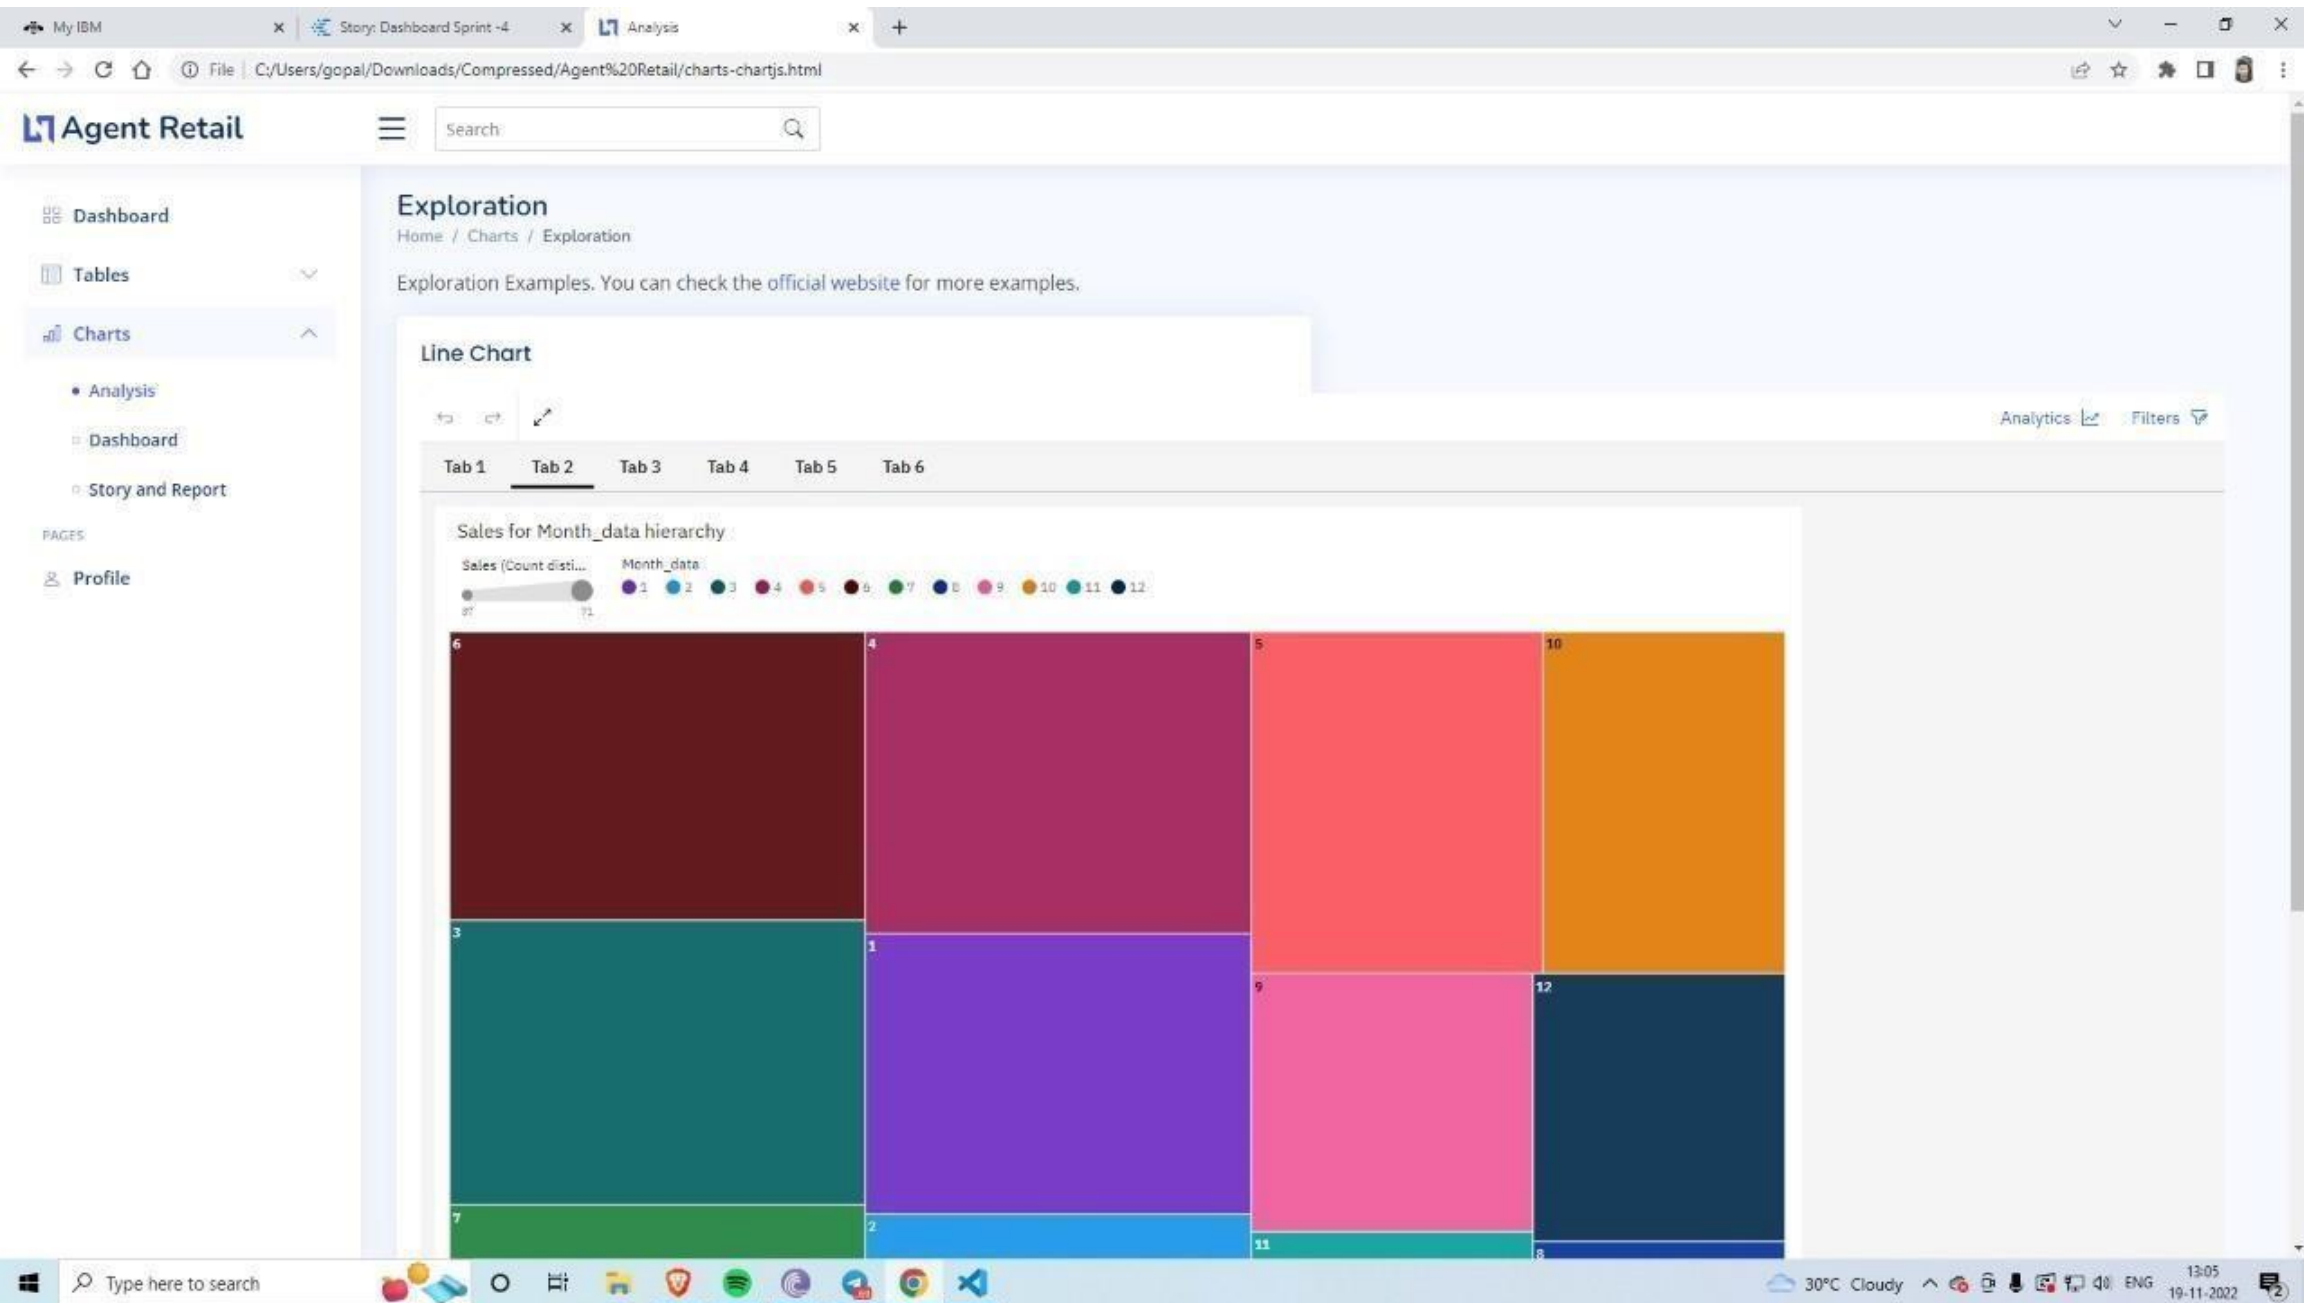 My IBM
Story: Dashboard Sprint -4
Analysis
File
C:/Users/gopal/Downloads/Compressed/Agent%20Retail/charts-chartjs.html
Agent Retail
Search
Dashboard
Tables
Charts
Analysis
Dashboard
Story and Report
PAGES
Profile
Exploration
Home / Charts / Exploration
Exploration Examples. You can check the official website for more examples.
Line Chart
Analytics
Filters
Tab 1 Tab 2 Tab 3 Tab 4 Tab 5 Tab 6
Sales for Month_data hierarchy
Sales (Count disti...
Month_data
1 2 3 4 5 6 7 8 9 10 11 12
6
4
5
10
3
1
9
12
7
2
11
8
Type here to search
30°C Cloudy
ENG
13:05
19-11-2022
2